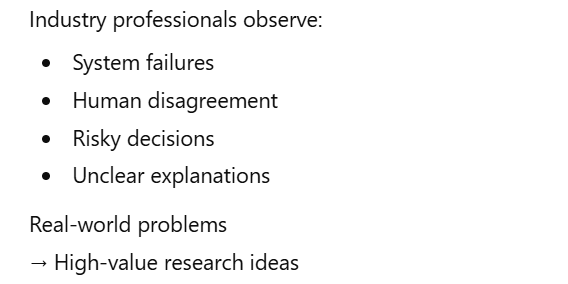 Industry professionals observe:
• System failures
• Human disagreement
• Risky decisions
• Unclear explanations
Real-world problems
→ High-value research ideas